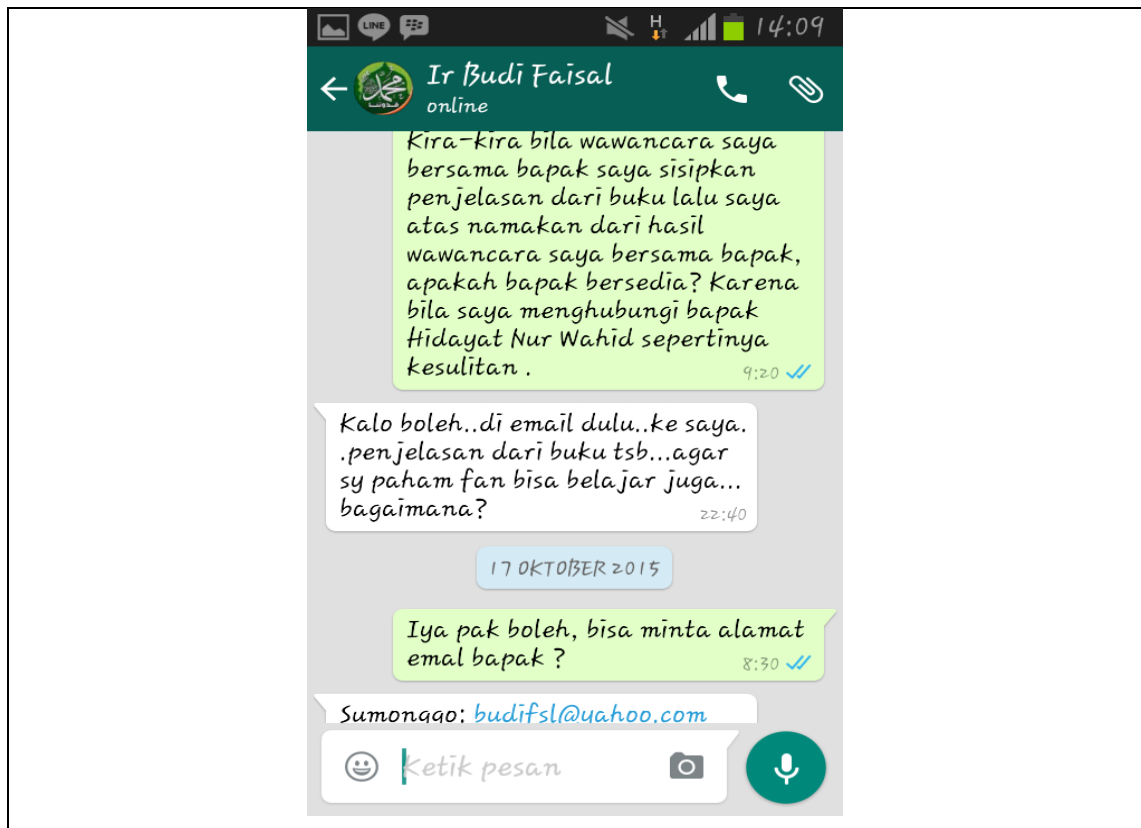 LINE
H
14:09
Ir Budi Faisal
online
Kira-kira bila wawancara saya
bersama bapak saya sisipkan
penjelasan dari buku lalu saya
atas namakan dari hasil
wawancara saya bersama bapak,
apakah bapak bersedia? Karena
bila saya menghubungi bapak
Hidayat Nur Wahid sepertinya
kesulitan .
9:20
Kalo boleh..di email dulu..ke saya.
.penjelasan dari buku tsb...agar
sy paham fan bisa belajar juga...
bagaimana?
22:40
17 OKTOBER 2015
Iya pak boleh, bisa minta alamat
emal bapak ?
8:30
Sumonggo: budifsl@yahoo.com
Ketik pesan